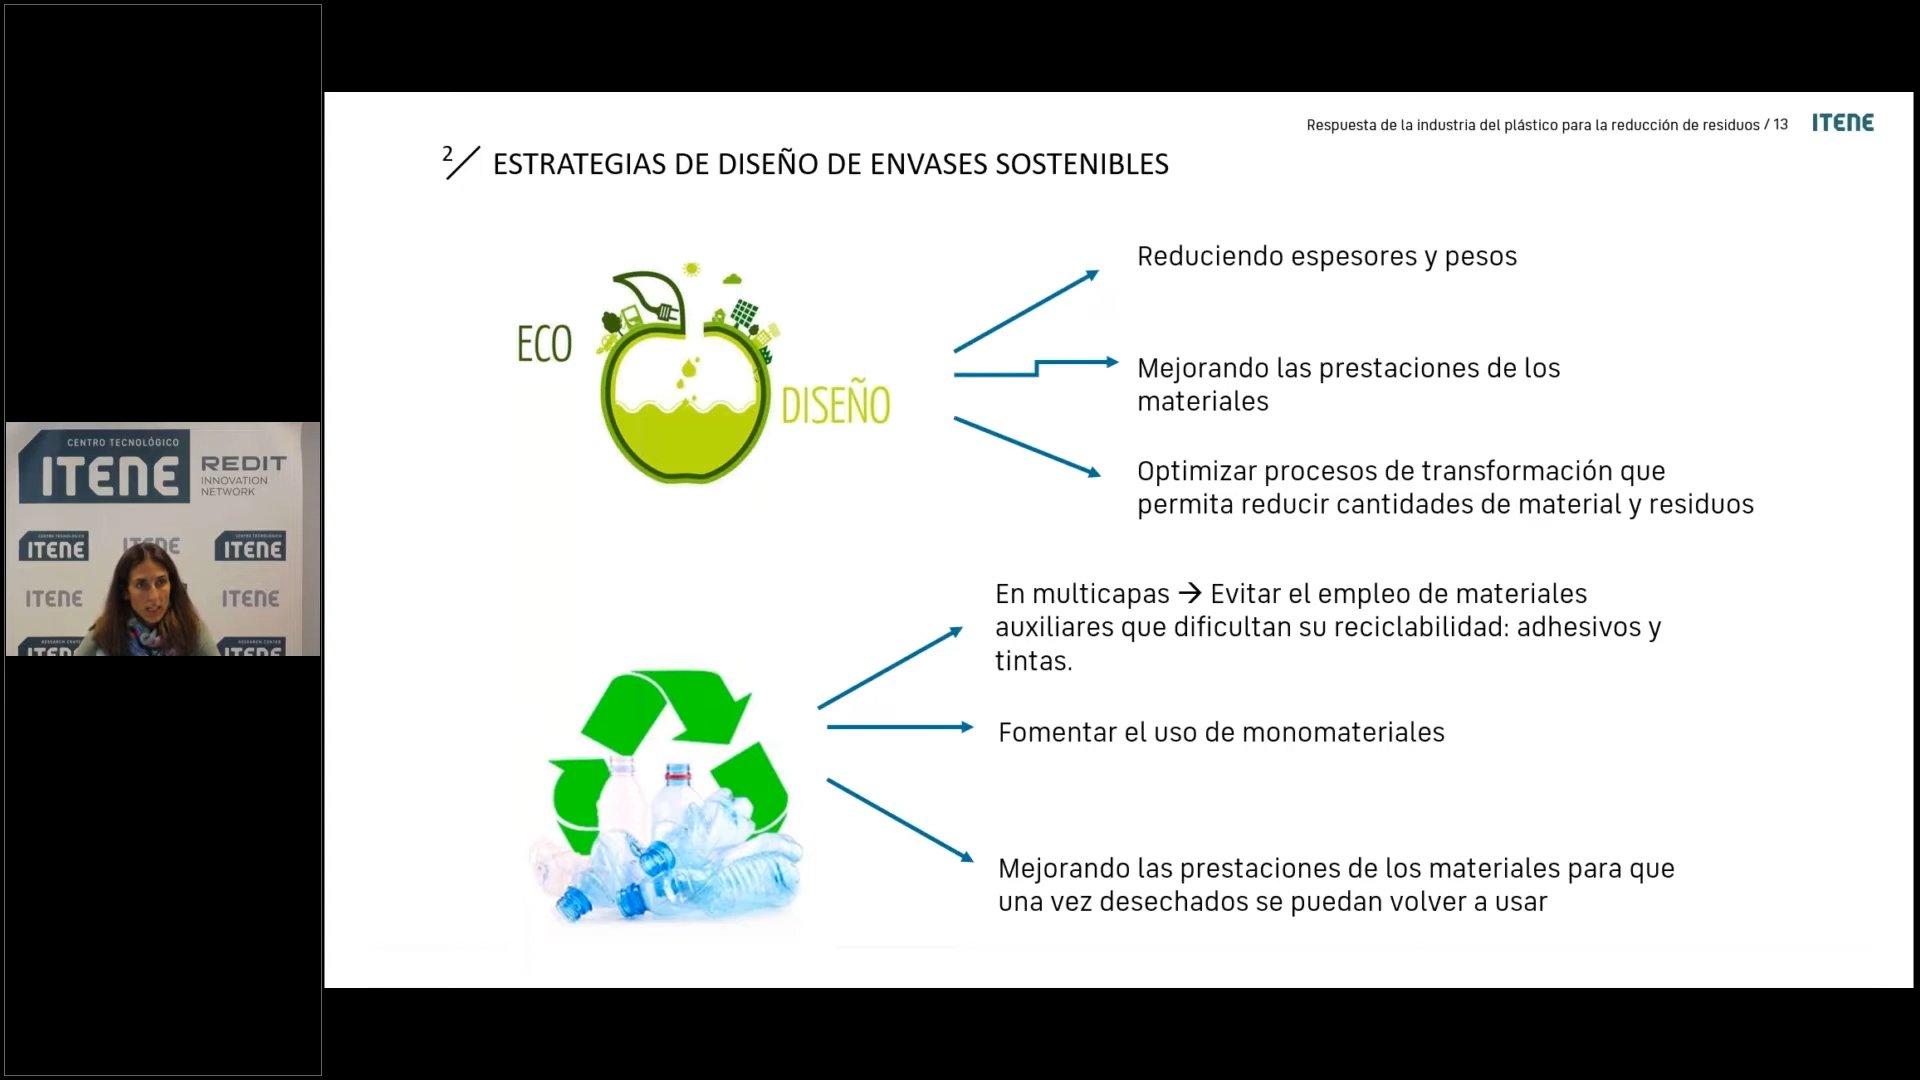 Respuesta de la industria del plástico para la reducción de residuos / 13
ITENE
2/ ESTRATEGIAS DE DISEÑO DE ENVASES SOSTENIBLES
ECO
DISEÑO
Reduciendo espesores y pesos
Mejorando las prestaciones de los
materiales
Optimizar procesos de transformación que
permita reducir cantidades de material y residuos
En multicapas → Evitar el empleo de materiales
auxiliares que dificultan su reciclabilidad: adhesivos y
tintas.
Fomentar el uso de monomateriales
Mejorando las prestaciones de los materiales para que
una vez desechados se puedan volver a usar
CENTRO TECNOLÓGICO
ITENE
REDIT
INNOVATION
NETWORK
ITENE
ITENE
ITENE
ITENE
ITENE
ITENE
ITENE